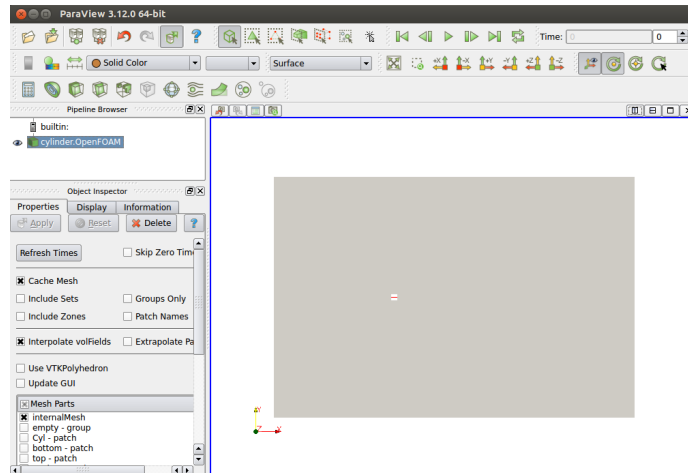 ParaView 3.12.0 64-bit
Time: 0 0
Solid Color Surface
+X -X +Y -Y +Z -Z
Pipeline Browser
builtin:
cylinder.OpenFOAM
Object Inspector
Properties Display Information
Apply Reset Delete ?
Refresh Times Skip Zero Tim
Cache Mesh
Include Sets Groups Only
Include Zones Patch Names
Interpolate volFields Extrapolate Pa
Use VTKPolyhedron
Update GUI
Mesh Parts
internalMesh
empty - group
Cyl - patch
bottom - patch
top - patch
Y
Z X